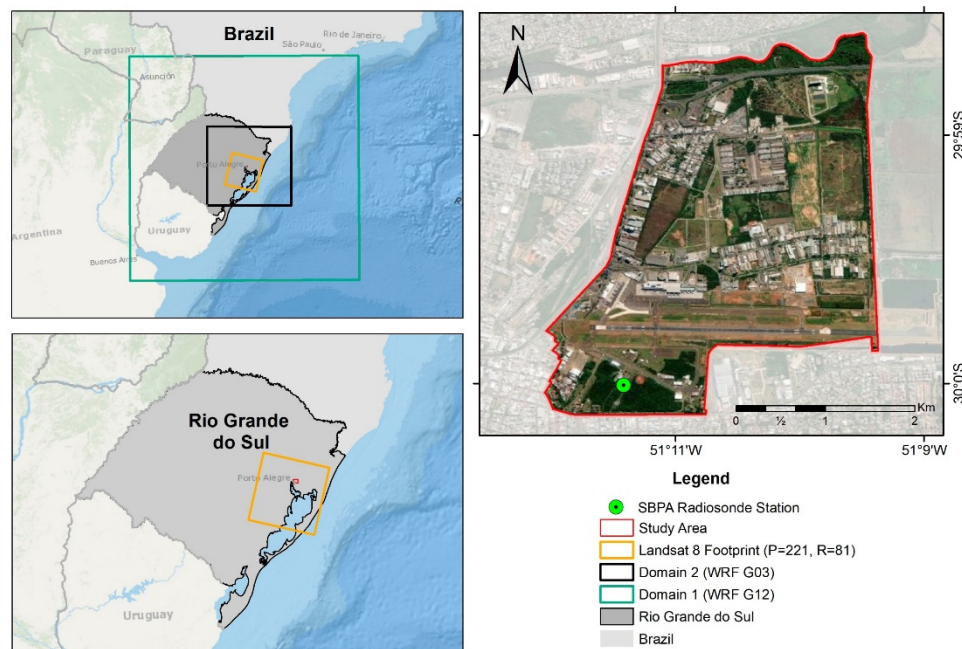 Paraguay
Brazil
Rio de Janeiro
São Paulo
Asunción
Porto Alegre
Uruguay
Argentina
Buenos Aires
Rio Grande
do Sul
Porto Alegre
Uruguay
N
29°59'S
30°0'S
Km
0 ½ 1 2
51°11'W 51°9'W
Legend
SBPA Radiosonde Station
Study Area
Landsat 8 Footprint (P=221, R=81)
Domain 2 (WRF G03)
Domain 1 (WRF G12)
Rio Grande do Sul
Brazil